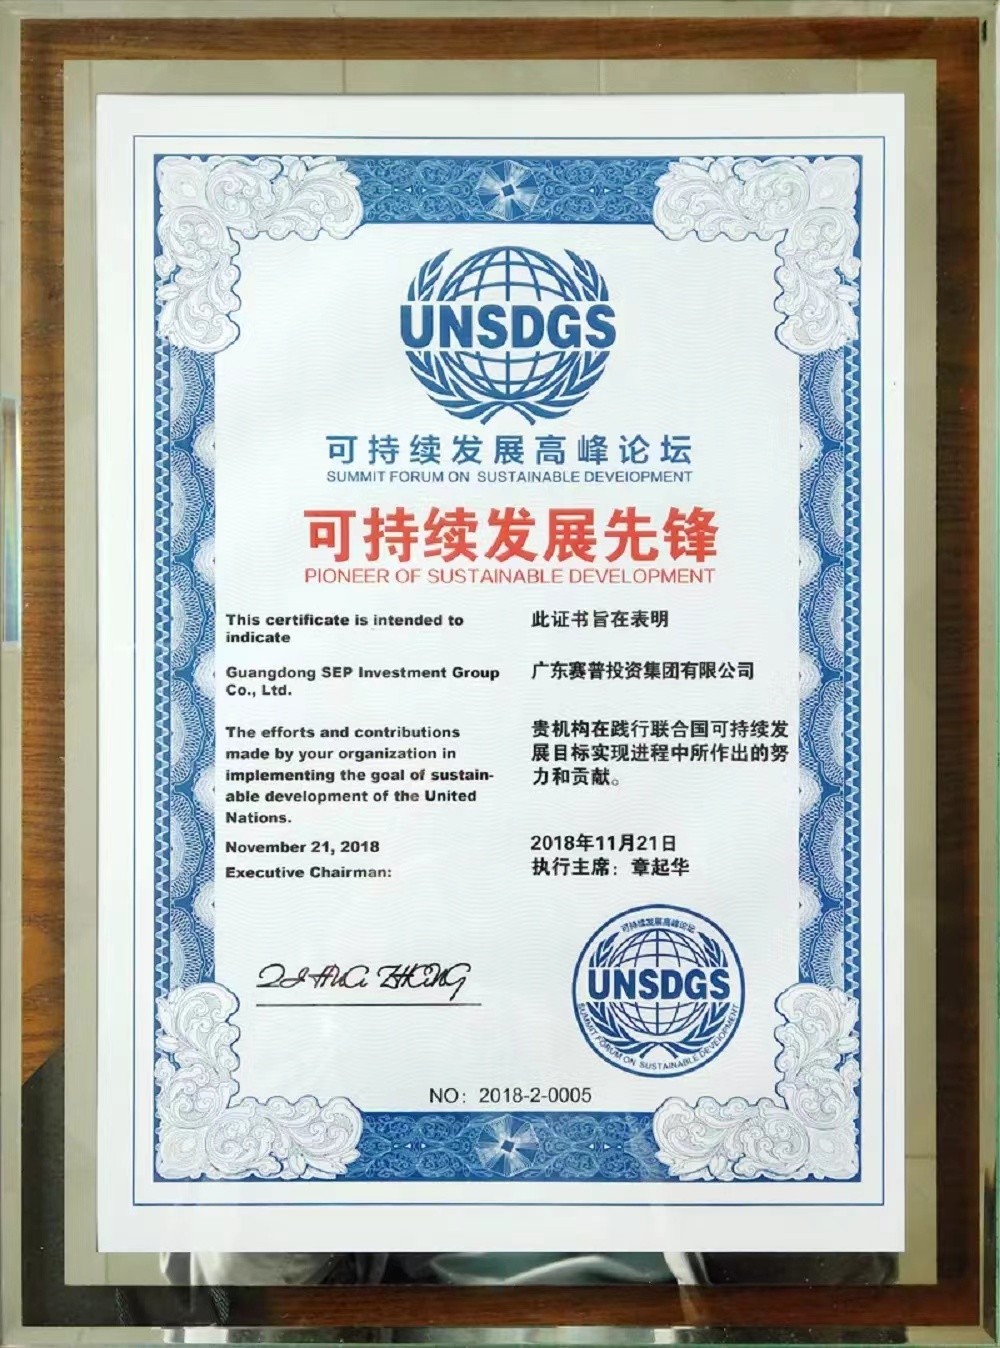 UNSDGS
可持续发展高峰论坛
SUMMIT FORUM ON SUSTAINABLE DEVEIOPMENT
可持续发展先锋
PIONEER OF SUSTAINABLE DEVELOPMENT
This certificate is intended to
indicate
Guangdong SEP Investment Group
Co., Ltd.
The efforts and contributions
made by your organization in
implementing the goal of sustain-
able development of the United
Nations.
November 21, 2018
Executive Chairman:
此证书旨在表明
广东赛普投资集团有限公司
贵机构在践行联合国可持续发
展目标实现进程中所作出的努
力和贡献。
2018年11月21日
执行主席：章起华
QI HUA ZHANG
可持续发展高峰论坛
UNSDGS
SUMMIT FORUM ON SUSTAINABLE DEVEIOPMENT
NO：2018-2-0005